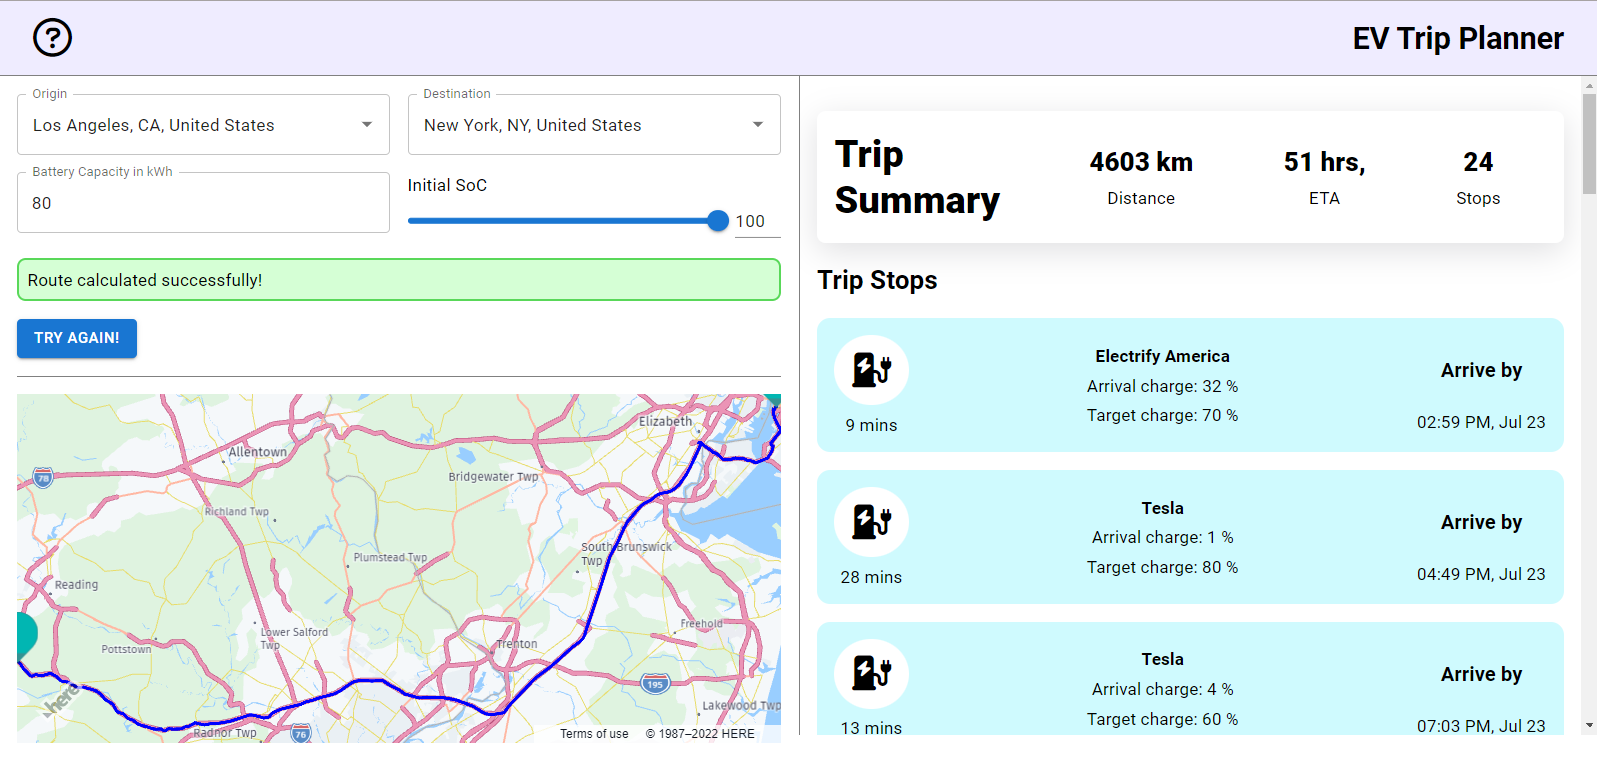 ?
EV Trip Planner
Origin
Los Angeles, CA, United States
Destination
New York, NY, United States
Battery Capacity in kWh
80
Initial SoC
100
Route calculated successfully!
TRY AGAIN!
Elizabeth
Allentown
78
Bridgewater Twp
Richland Twp
South Brunswick
Twp
Plumstead Twp
Reading
Freehold
Lower Salford
Twp
Trenton
Pottstown
195
here
Lakewood Twp
Radnor Twp
76
Terms of use
© 1987–2022 HERE
Trip
Summary
4603 km
Distance
51 hrs,
ETA
24
Stops
Trip Stops
9 mins
Electrify America
Arrival charge: 32 %
Target charge: 70 %
Arrive by
02:59 PM, Jul 23
28 mins
Tesla
Arrival charge: 1 %
Target charge: 80 %
Arrive by
04:49 PM, Jul 23
13 mins
Tesla
Arrival charge: 4 %
Target charge: 60 %
Arrive by
07:03 PM, Jul 23